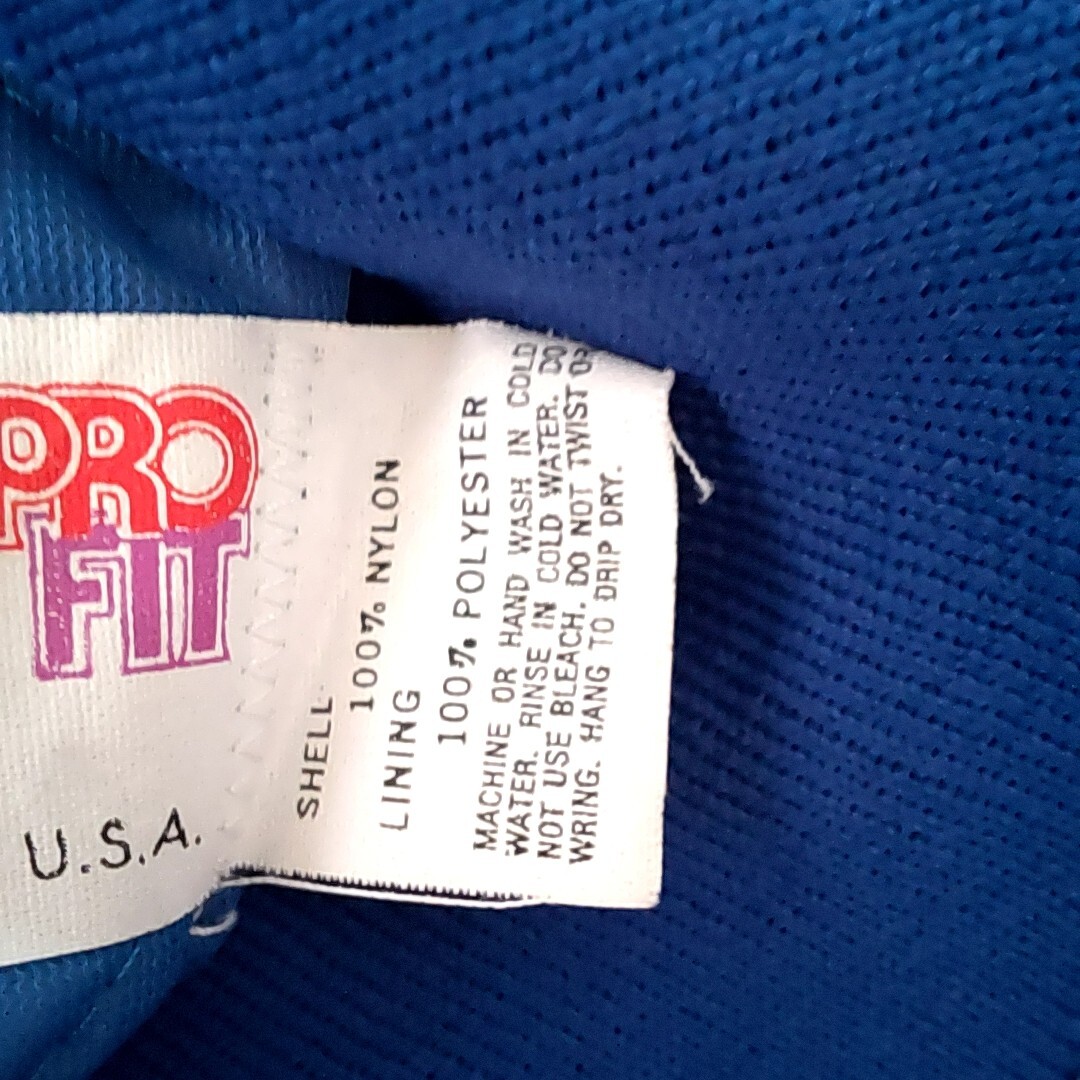 PRO
FIT
U.S.A.
SHELL
100% NYLON
LINING
100% POLYESTER
MACHINE OR HAND WASH IN COLD
WATER. RINSE IN COLD WATER. DO
NOT USE BLEACH. DO NOT TWIST OR
WRING. HANG TO DRIP DRY.